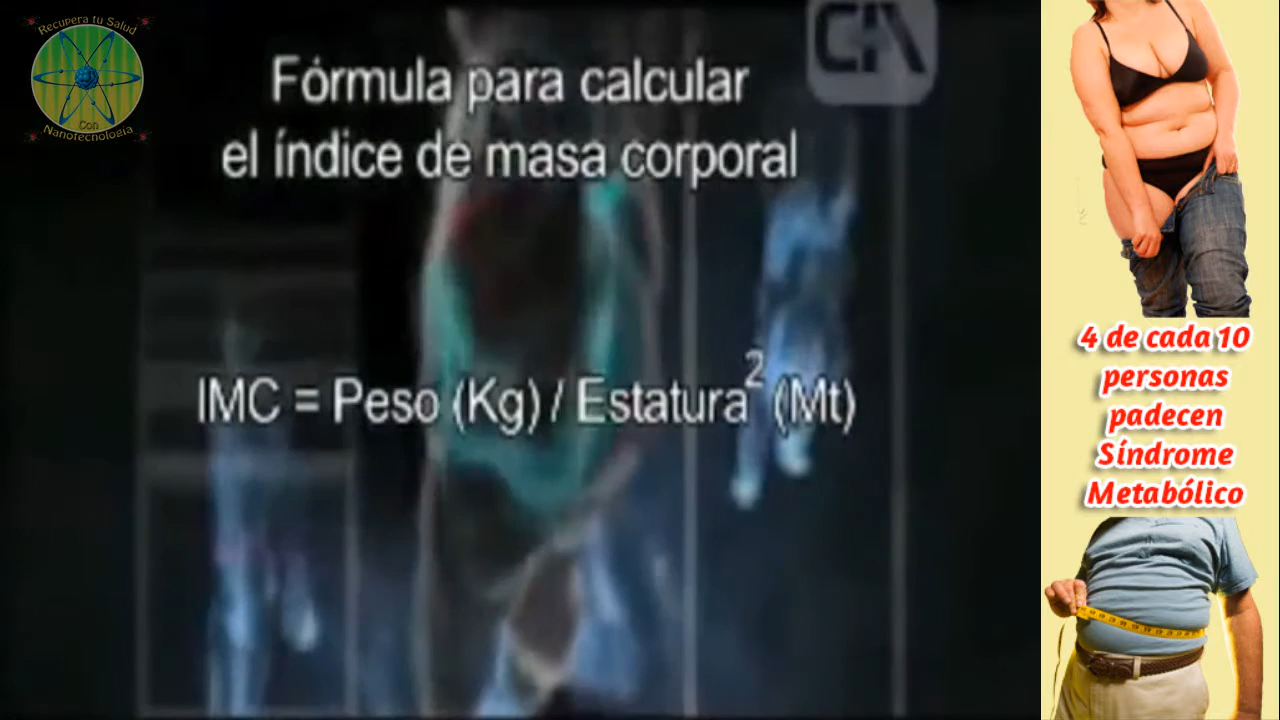 Recupera tu Salud
Con
Nanotecnología
Fórmula para calcular
el índice de masa corporal
IMC = Peso (Kg) / Estatura² (Mt)
4 de cada 10
personas
padecen
Síndrome
Metabólico